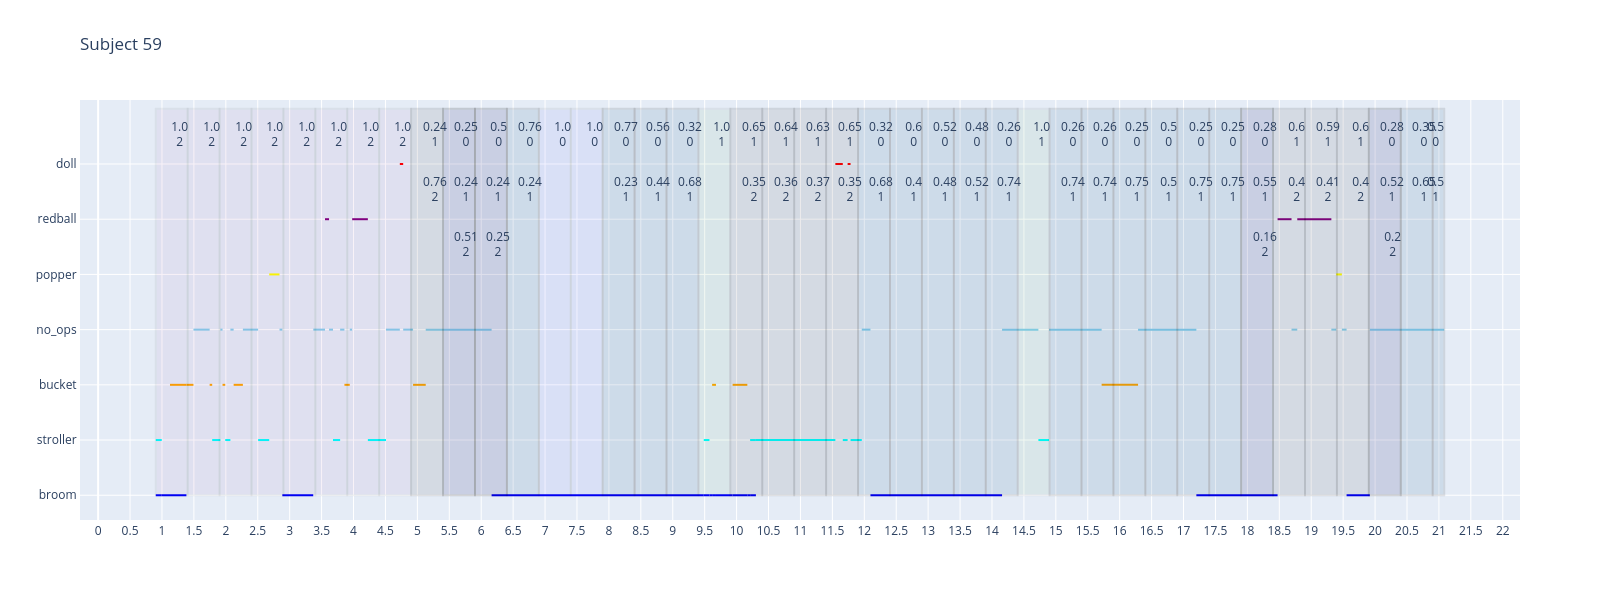 Subject 59
1.0 1.0 1.0 1.0 1.0 1.0 1.0 1.0 0.24 0.25 0.5 0.76 1.0 1.0 0.77 0.56 0.32 1.0 0.65 0.64 0.63 0.65 0.32 0.6 0.52 0.48 0.26 1.0 0.26 0.26 0.25 0.5 0.25 0.25 0.28 0.6 0.59 0.6 0.28 0.35 0.5
2 2 2 2 2 2 2 2 1 0 0 0 0 0 0 0 0 1 1 1 1 1 0 0 0 0 0 1 0 0 0 0 0 0 0 1 1 1 0 0 0
doll
0.76 0.24 0.24 0.24 0.23 0.44 0.68 0.35 0.36 0.37 0.35 0.68 0.4 0.48 0.52 0.74 0.74 0.74 0.75 0.5 0.75 0.75 0.55 0.4 0.41 0.4 0.52 0.65 0.5
2 1 1 1 1 1 1 2 2 2 2 1 1 1 1 1 1 1 1 1 1 1 1 2 2 2 1 1 1
redball
0.51 0.25 0.16 0.2
2 2 2 2
popper
no_ops
bucket
stroller
broom
0 0.5 1 1.5 2 2.5 3 3.5 4 4.5 5 5.5 6 6.5 7 7.5 8 8.5 9 9.5 10 10.5 11 11.5 12 12.5 13 13.5 14 14.5 15 15.5 16 16.5 17 17.5 18 18.5 19 19.5 20 20.5 21 21.5 22